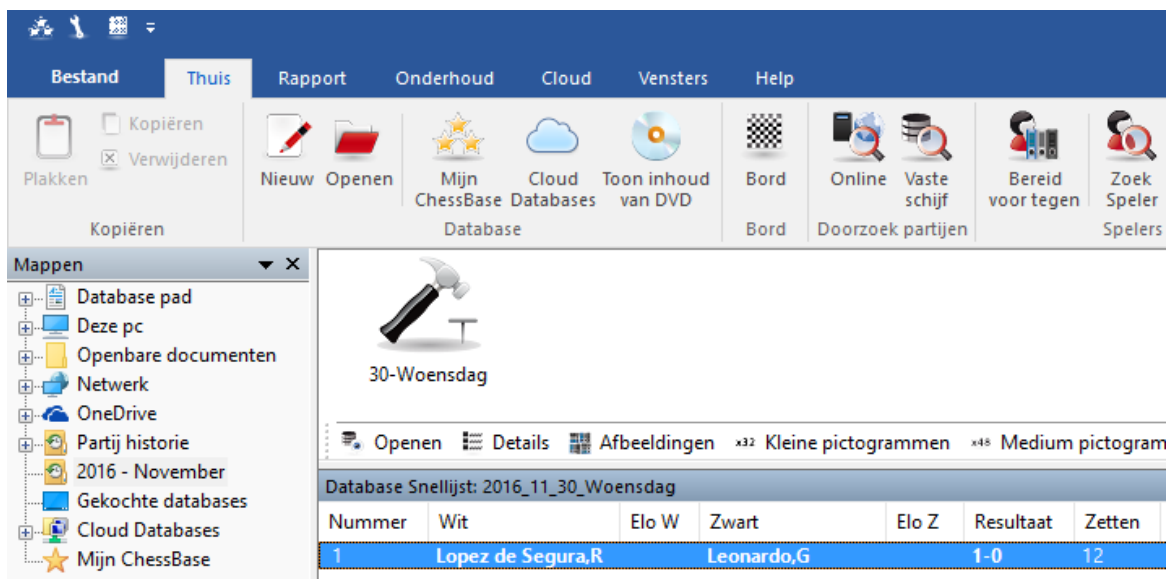 Bestand Thuis Rapport Onderhoud Cloud Vensters Help
Plakken
Kopiëren
Verwijderen
Kopiëren
Nieuw Openen Mijn ChessBase Cloud Databases Toon inhoud van DVD
Database
Bord
Bord
Online Vaste schijf
Doorzoek partijen
Bereid voor tegen Zoek Speler
Spelers
Mappen
Database pad
Deze pc
Openbare documenten
Netwerk
OneDrive
Partij historie
2016 - November
Gekochte databases
Cloud Databases
Mijn ChessBase
30-Woensdag
Openen Details Afbeeldingen x32 Kleine pictogrammen x48 Medium pictogram
Database Snellijst: 2016_11_30_Woensdag
Nummer Wit Elo W Zwart Elo Z Resultaat Zetten
1 Lopez de Segura,R Leonardo,G 1-0 12